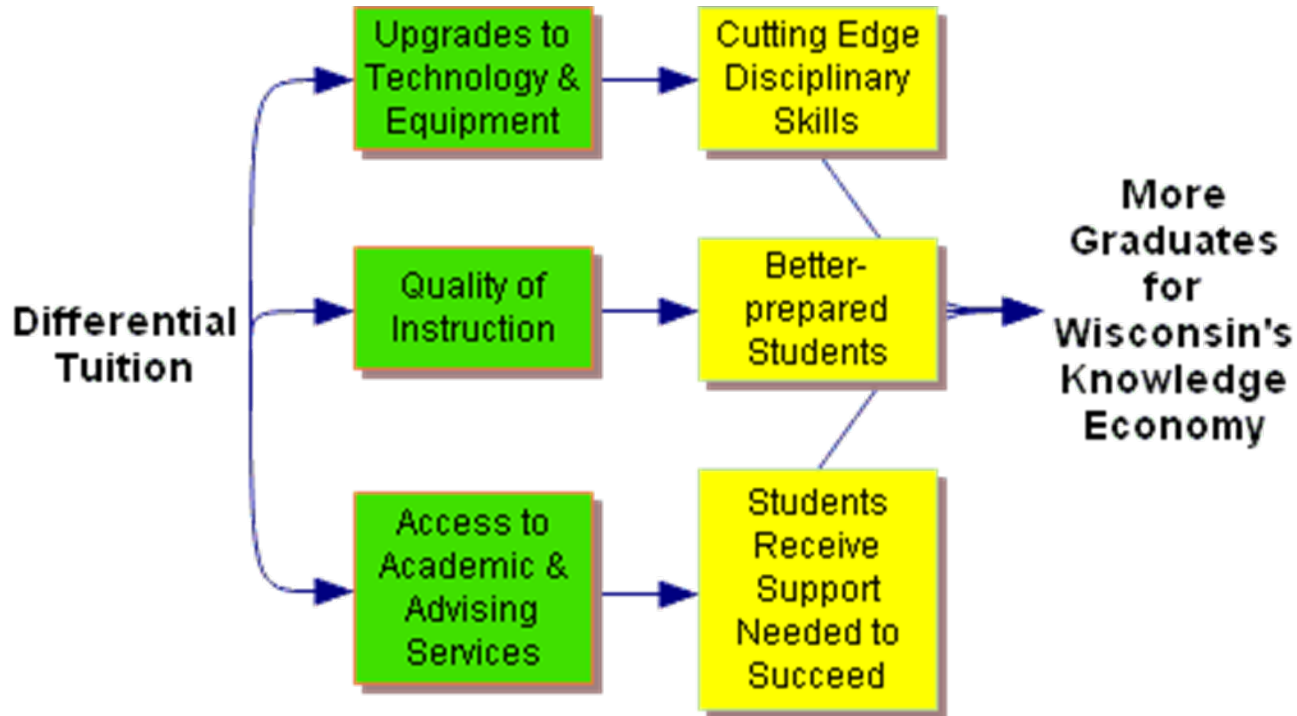 Differential
Tuition
Upgrades to
Technology &
Equipment
Cutting Edge
Disciplinary
Skills
Quality of
Instruction
Better-
prepared
Students
Access to
Academic &
Advising
Services
Students
Receive
Support
Needed to
Succeed
More
Graduates
for
Wisconsin's
Knowledge
Economy